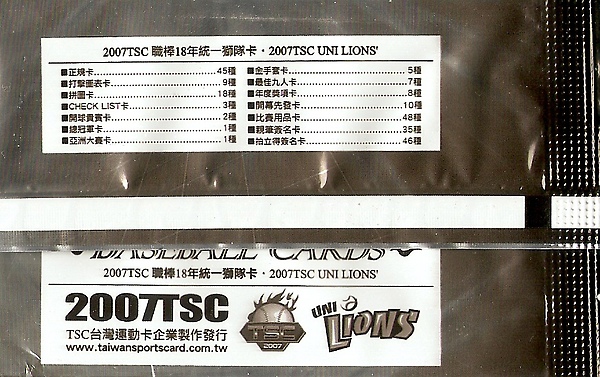 2007TSC 職棒18年統一獅隊卡・2007TSC UNI LIONS'
■正規卡................45種
■打擊圖表卡................9種
■拼圖卡................18種
■CHECK LIST卡................3種
■開球貴賓卡................2種
■總冠軍卡................1種
■亞洲大賽卡................1種
■金手套卡................5種
■最佳九人卡................7種
■年度獎項卡................8種
■開幕先發卡................10種
■比賽用品卡................48種
■親筆簽名卡................35種
■拍立得簽名卡................46種
BASEBALL CARDS
2007TSC 職棒18年統一獅隊卡・2007TSC UNI LIONS'
2007TSC
TSC台灣運動卡企業製作發行
www.taiwansportscard.com.tw
TSC
2007
UNI
LIONS